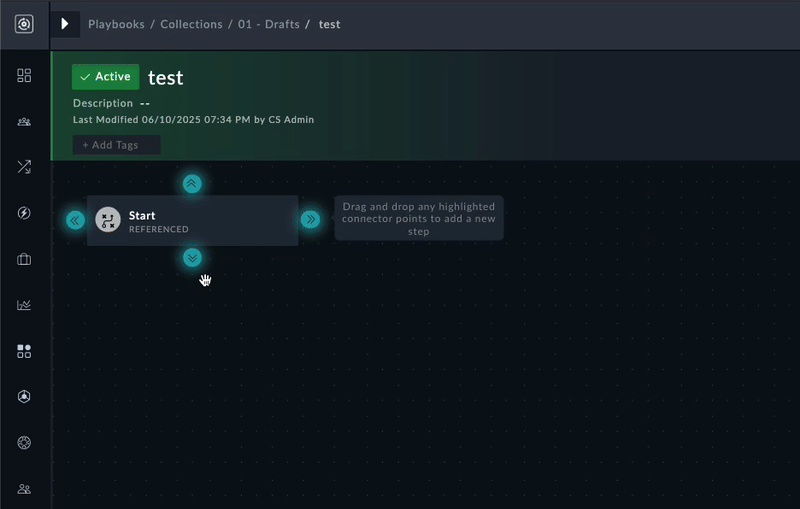 Playbooks / Collections / 01 - Drafts / test
Active test
Description --
Last Modified 06/10/2025 07:34 PM by CS Admin
+ Add Tags
Start
REFERENCED
Drag and drop any highlighted
connector points to add a new
step